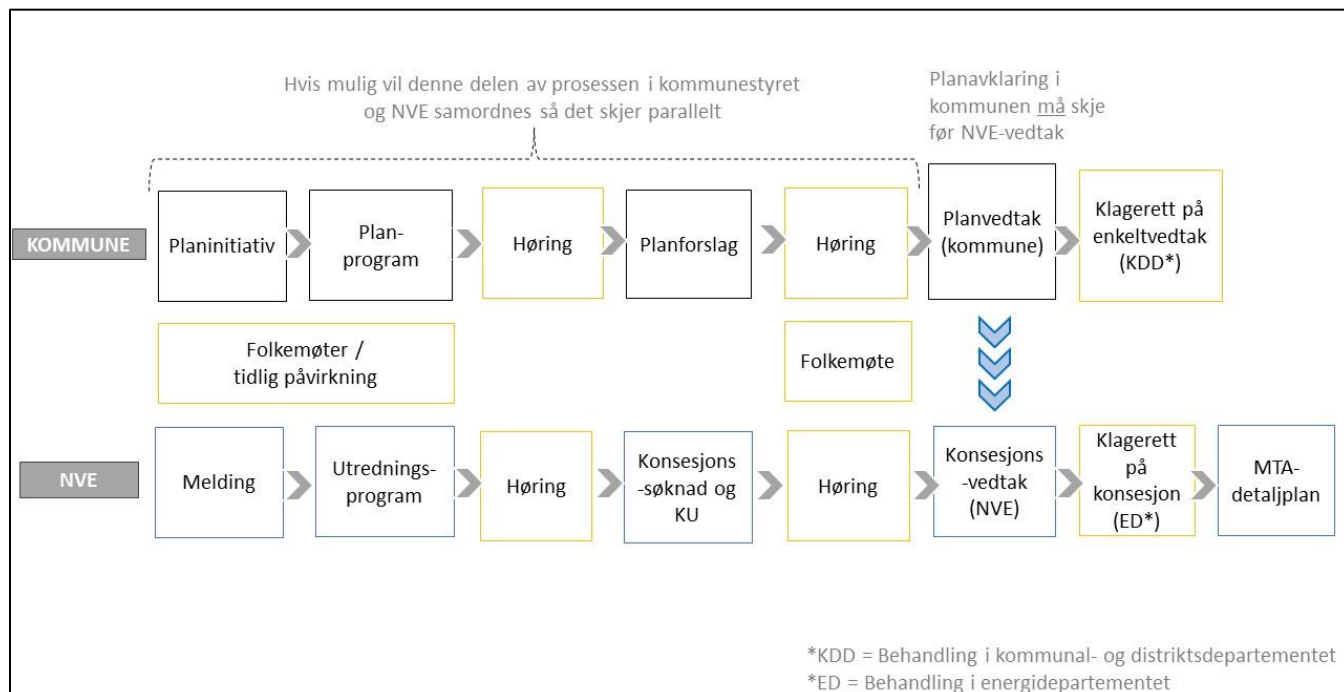 Hvis mulig vil denne delen av prosessen i kommunestyret
og NVE samordnes så det skjer parallelt
Planavklaring i
kommunen må skje
før NVE-vedtak
KOMMUNE
Planinitiativ
Plan-
program
Høring
Planforslag
Høring
Planvedtak
(kommune)
Klagerett på
enkeltvedtak
(KDD*)
Folkemøter /
tidlig påvirkning
Folkemøte
NVE
Melding
Utrednings-
program
Høring
Konsesjons
-søknad og
KU
Høring
Konsesjons
-vedtak
(NVE)
Klagerett
på
konsesjon
(ED*)
MTA-
detaljplan
*KDD = Behandling i kommunal- og distriktsdepartementet
*ED = Behandling i energidepartementet